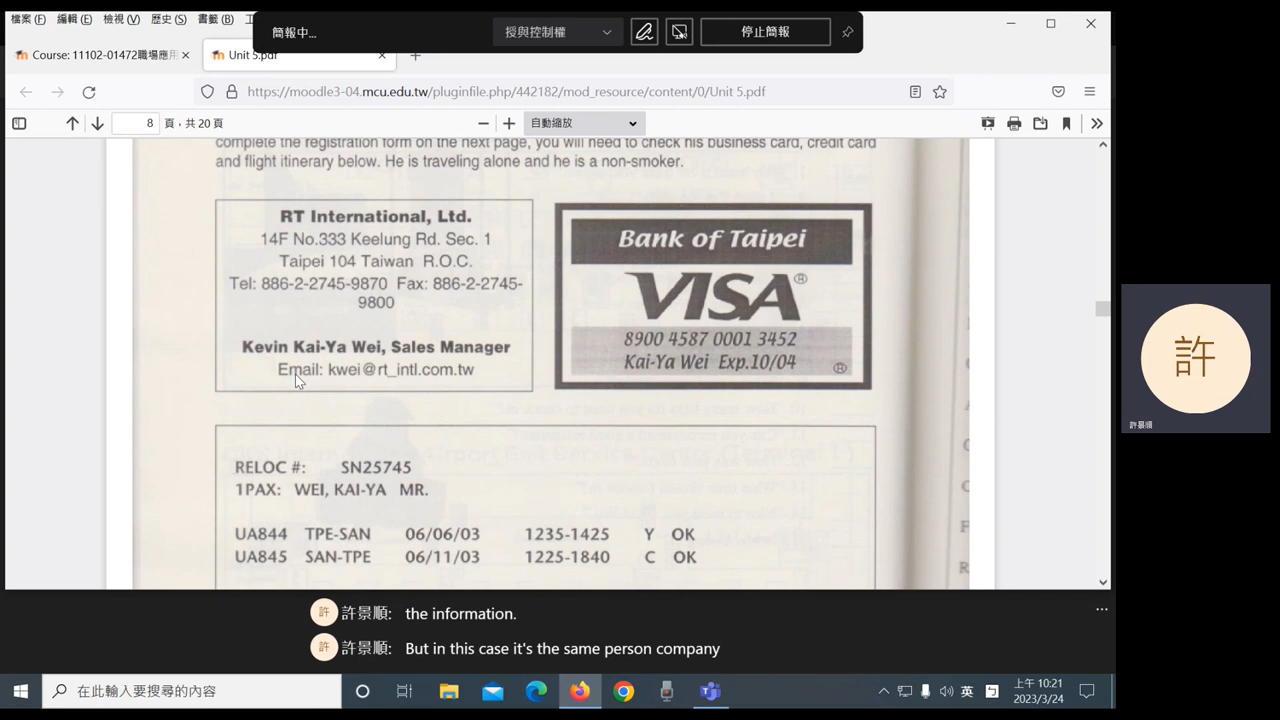 檔案 (F) 編輯 (E) 檢視 (V) 歷史 (S) 書籤 (B)
簡報中... 授與控制權 停止簡報
Course: 11102-01472職場應用 Unit 5.pdf
https://moodle3-04.mcu.edu.tw/pluginfile.php/442182/mod_resource/content/0/Unit 5.pdf
8 頁，共 20 頁 自動縮放
complete the registration form on the next page, you will need to check his business card, credit card
and flight itinerary below. He is traveling alone and he is a non-smoker.
RT International, Ltd.
14F No.333 Keelung Rd. Sec. 1
Taipei 104 Taiwan R.O.C.
Tel: 886-2-2745-9870 Fax: 886-2-2745-
9800
Kevin Kai-Ya Wei, Sales Manager
Email: kwei@rt_intl.com.tw
Bank of Taipei
VISA®
8900 4587 0001 3452
Kai-Ya Wei Exp.10/04 ®
RELOC #: SN25745
1PAX: WEI, KAI-YA MR.
UA844 TPE-SAN 06/06/03 1235-1425 Y OK
UA845 SAN-TPE 06/11/03 1225-1840 C OK
許
許景順
許 許景順: the information.
許 許景順: But in this case it's the same person company
在此輸入要搜尋的內容
英
上午 10:21
2023/3/24